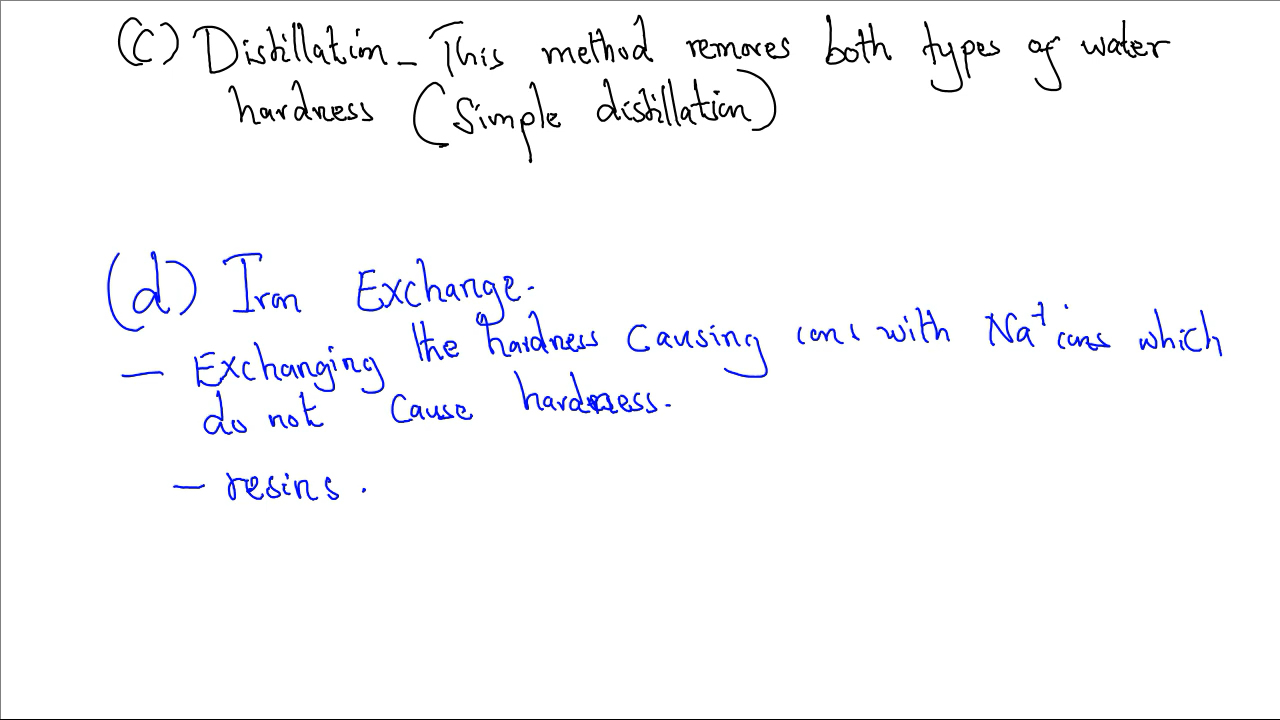 (C) Distillation - This method removes both types of water
hardness (Simple distillation)
(d) Iron Exchange.
- Exchanging the hardness causing ions with Na+ ions which
do not cause hardness.
- resins.